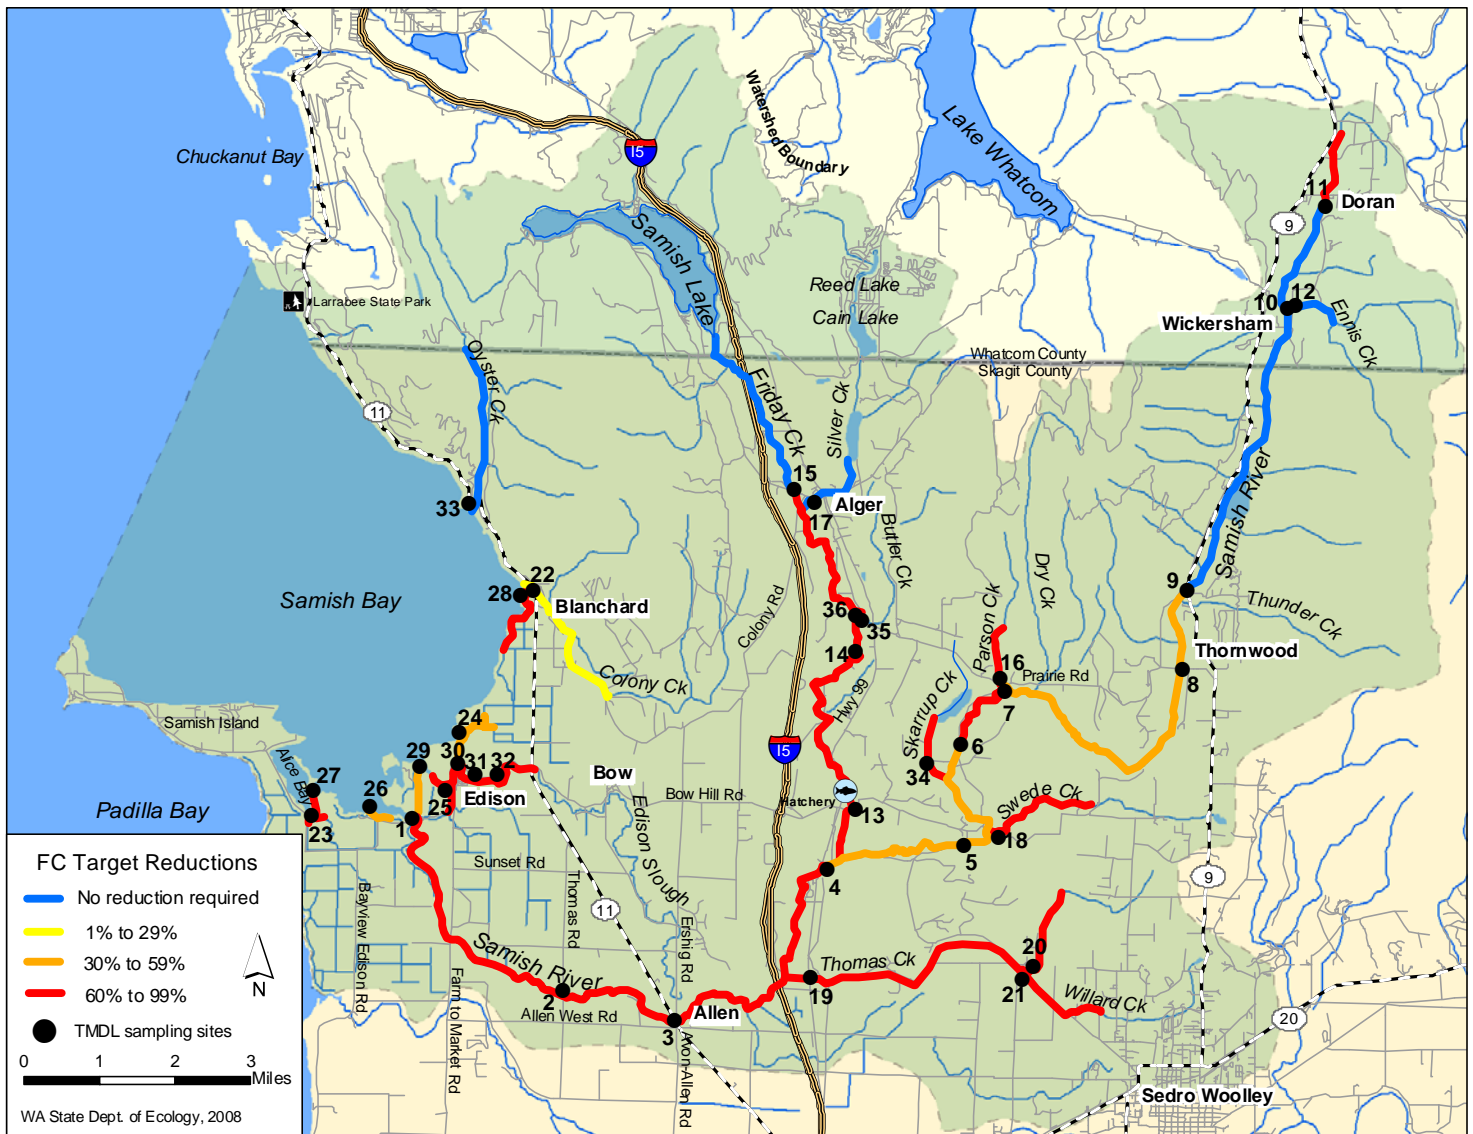 Chuckanut Bay
I5
Watershed Boundary
Lake Whatcom
11
Doran
9
Samish Lake
Reed Lake
Cain Lake
Larrabee State Park
10
12
Wickersham
Ennis Ck
Whatcom County
Skagit County
Oyster Ck
11
Friday Ck
Silver Ck
15
17
Alger
33
Butler Ck
Samish River
Dry Ck
Parson Ck
9
Thunder Ck
22
28
Blanchard
Samish Bay
Colony Rd
36
35
14
Thornwood
8
16
Prairie Rd
7
Colony Ck
Hwy 99
Skarrup Ck
Samish Island
24
6
I5
29
30
31
32
34
Alice Bay
27
26
Bow
Swede Ck
Padilla Bay
25
Edison
Bow Hill Rd
Hatchery
13
23
1
18
5
Edison Slough
Sunset Rd
4
9
FC Target Reductions
No reduction required
1% to 29%
30% to 59%
60% to 99%
TMDL sampling sites
N
0 1 2 3
Miles
WA State Dept. of Ecology, 2008
Bayview Edison Rd
Thomas Rd
11
Ershig Rd
Samish River
Thomas Ck
20
19
21
Willard Ck
Farm to Market Rd
2
Allen West Rd
Allen
3
Avon-Allen Rd
20
Sedro Woolley